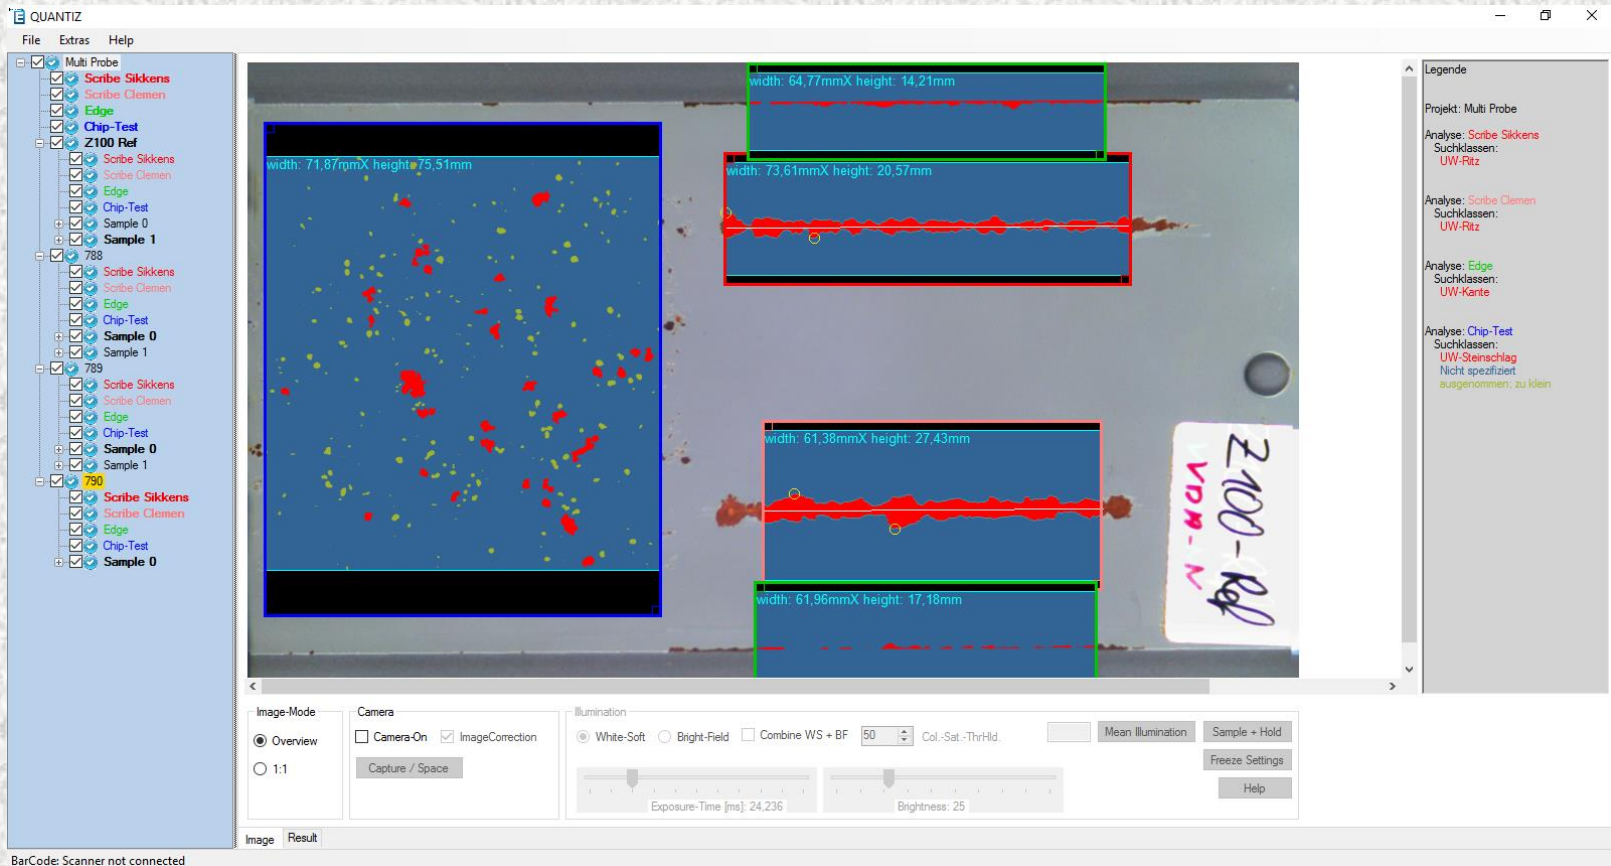 QUANTIZ
File Extras Help
Multi Probe
Scribe Sikkens
Scribe Clemen
Edge
Chip-Test
Z100 Ref
Scribe Sikkens
Scribe Clemen
Edge
Chip-Test
Sample 0
Sample 1
788
Scribe Sikkens
Scribe Clemen
Edge
Chip-Test
Sample 0
Sample 1
789
Scribe Sikkens
Scribe Clemen
Edge
Chip-Test
Sample 0
Sample 1
790
Scribe Sikkens
Scribe Clemen
Edge
Chip-Test
Sample 0
width: 64,77mmX height: 14,21mm
width: 71,87mmX height: 75,51mm
width: 73,61mmX height: 20,57mm
width: 61,38mmX height: 27,43mm
width: 61,96mmX height: 17,18mm
Z100-Ref
VDA-N
Legende
Projekt: Multi Probe
Analyse: Scribe Sikkens
Suchklassen:
UW-Ritz
Analyse: Scribe Clemen
Suchklassen:
UW-Ritz
Analyse: Edge
Suchklassen:
UW-Kante
Analyse: Chip-Test
Suchklassen:
UW-Steinschlag
Nicht spezifiziert
ausgenommen: zu klein
Image-Mode
Overview
1:1
Camera
Camera-On ImageCorrection
Capture / Space
Illumination
White-Soft Bright-Field Combine WS + BF 50 Col.-Sat.-ThrHld.
Exposure-Time [ms]: 24,236
Brightness: 25
Mean Illumination
Sample + Hold
Freeze Settings
Help
Image Result
BarCode: Scanner not connected